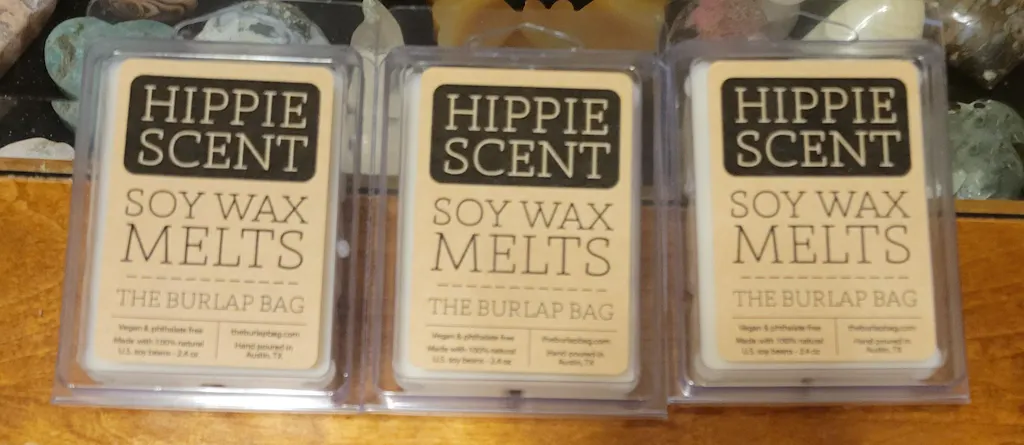 HIPPIE
SCENT
SOY WAX
MELTS
THE BURLAP BAG
Vegan & phthalate free
Made with 100% natural
U.S. soy beans - 2.4 oz
theburlapbag.com
Hand poured in
Austin, TX
HIPPIE
SCENT
SOY WAX
MELTS
THE BURLAP BAG
Vegan & phthalate free
Made with 100% natural
U.S. soy beans - 2.4 oz
theburlapbag.com
Hand poured in
Austin, TX
HIPPIE
SCENT
SOY WAX
MELTS
THE BURLAP BAG
Vegan & phthalate free
Made with 100% natural
U.S. soy beans - 2.4 oz
theburlapbag.com
Hand poured in
Austin, TX